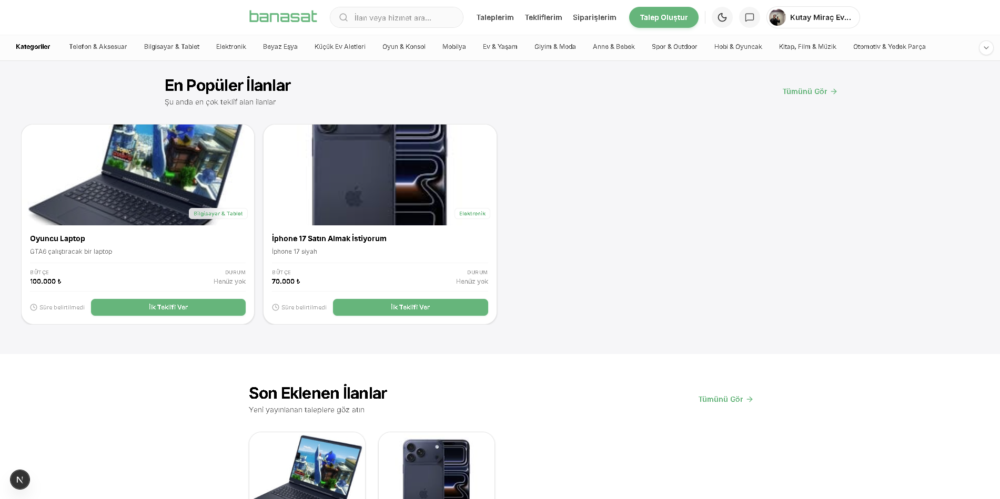 banasat
İlan veya hizmet ara...
Taleplerim
Tekliflerim
Siparişlerim
Talep Oluştur
Kutay Miraç Ev...
Kategoriler
Telefon & Aksesuar
Bilgisayar & Tablet
Elektronik
Beyaz Eşya
Küçük Ev Aletleri
Oyun & Konsol
Mobilya
Ev & Yaşam
Giyim & Moda
Anne & Bebek
Spor & Outdoor
Hobi & Oyuncak
Kitap, Film & Müzik
Otomotiv & Yedek Parça
En Popüler İlanlar
Şu anda en çok teklif alan ilanlar
Tümünü Gör →
SONIC
Bilgisayar & Tablet
Oyuncu Laptop
GTA6 çalıştıracak bir laptop
BÜTÇE
DURUM
100.000 ₺
Henüz yok
Süre belirtilmedi
İlk Teklifi Ver
Elektronik
İphone 17 Satın Almak İstiyorum
İphone 17 siyah
BÜTÇE
DURUM
70.000 ₺
Henüz yok
Süre belirtilmedi
İlk Teklifi Ver
Son Eklenen İlanlar
Yeni yayınlanan taleplere göz atın
Tümünü Gör →
N